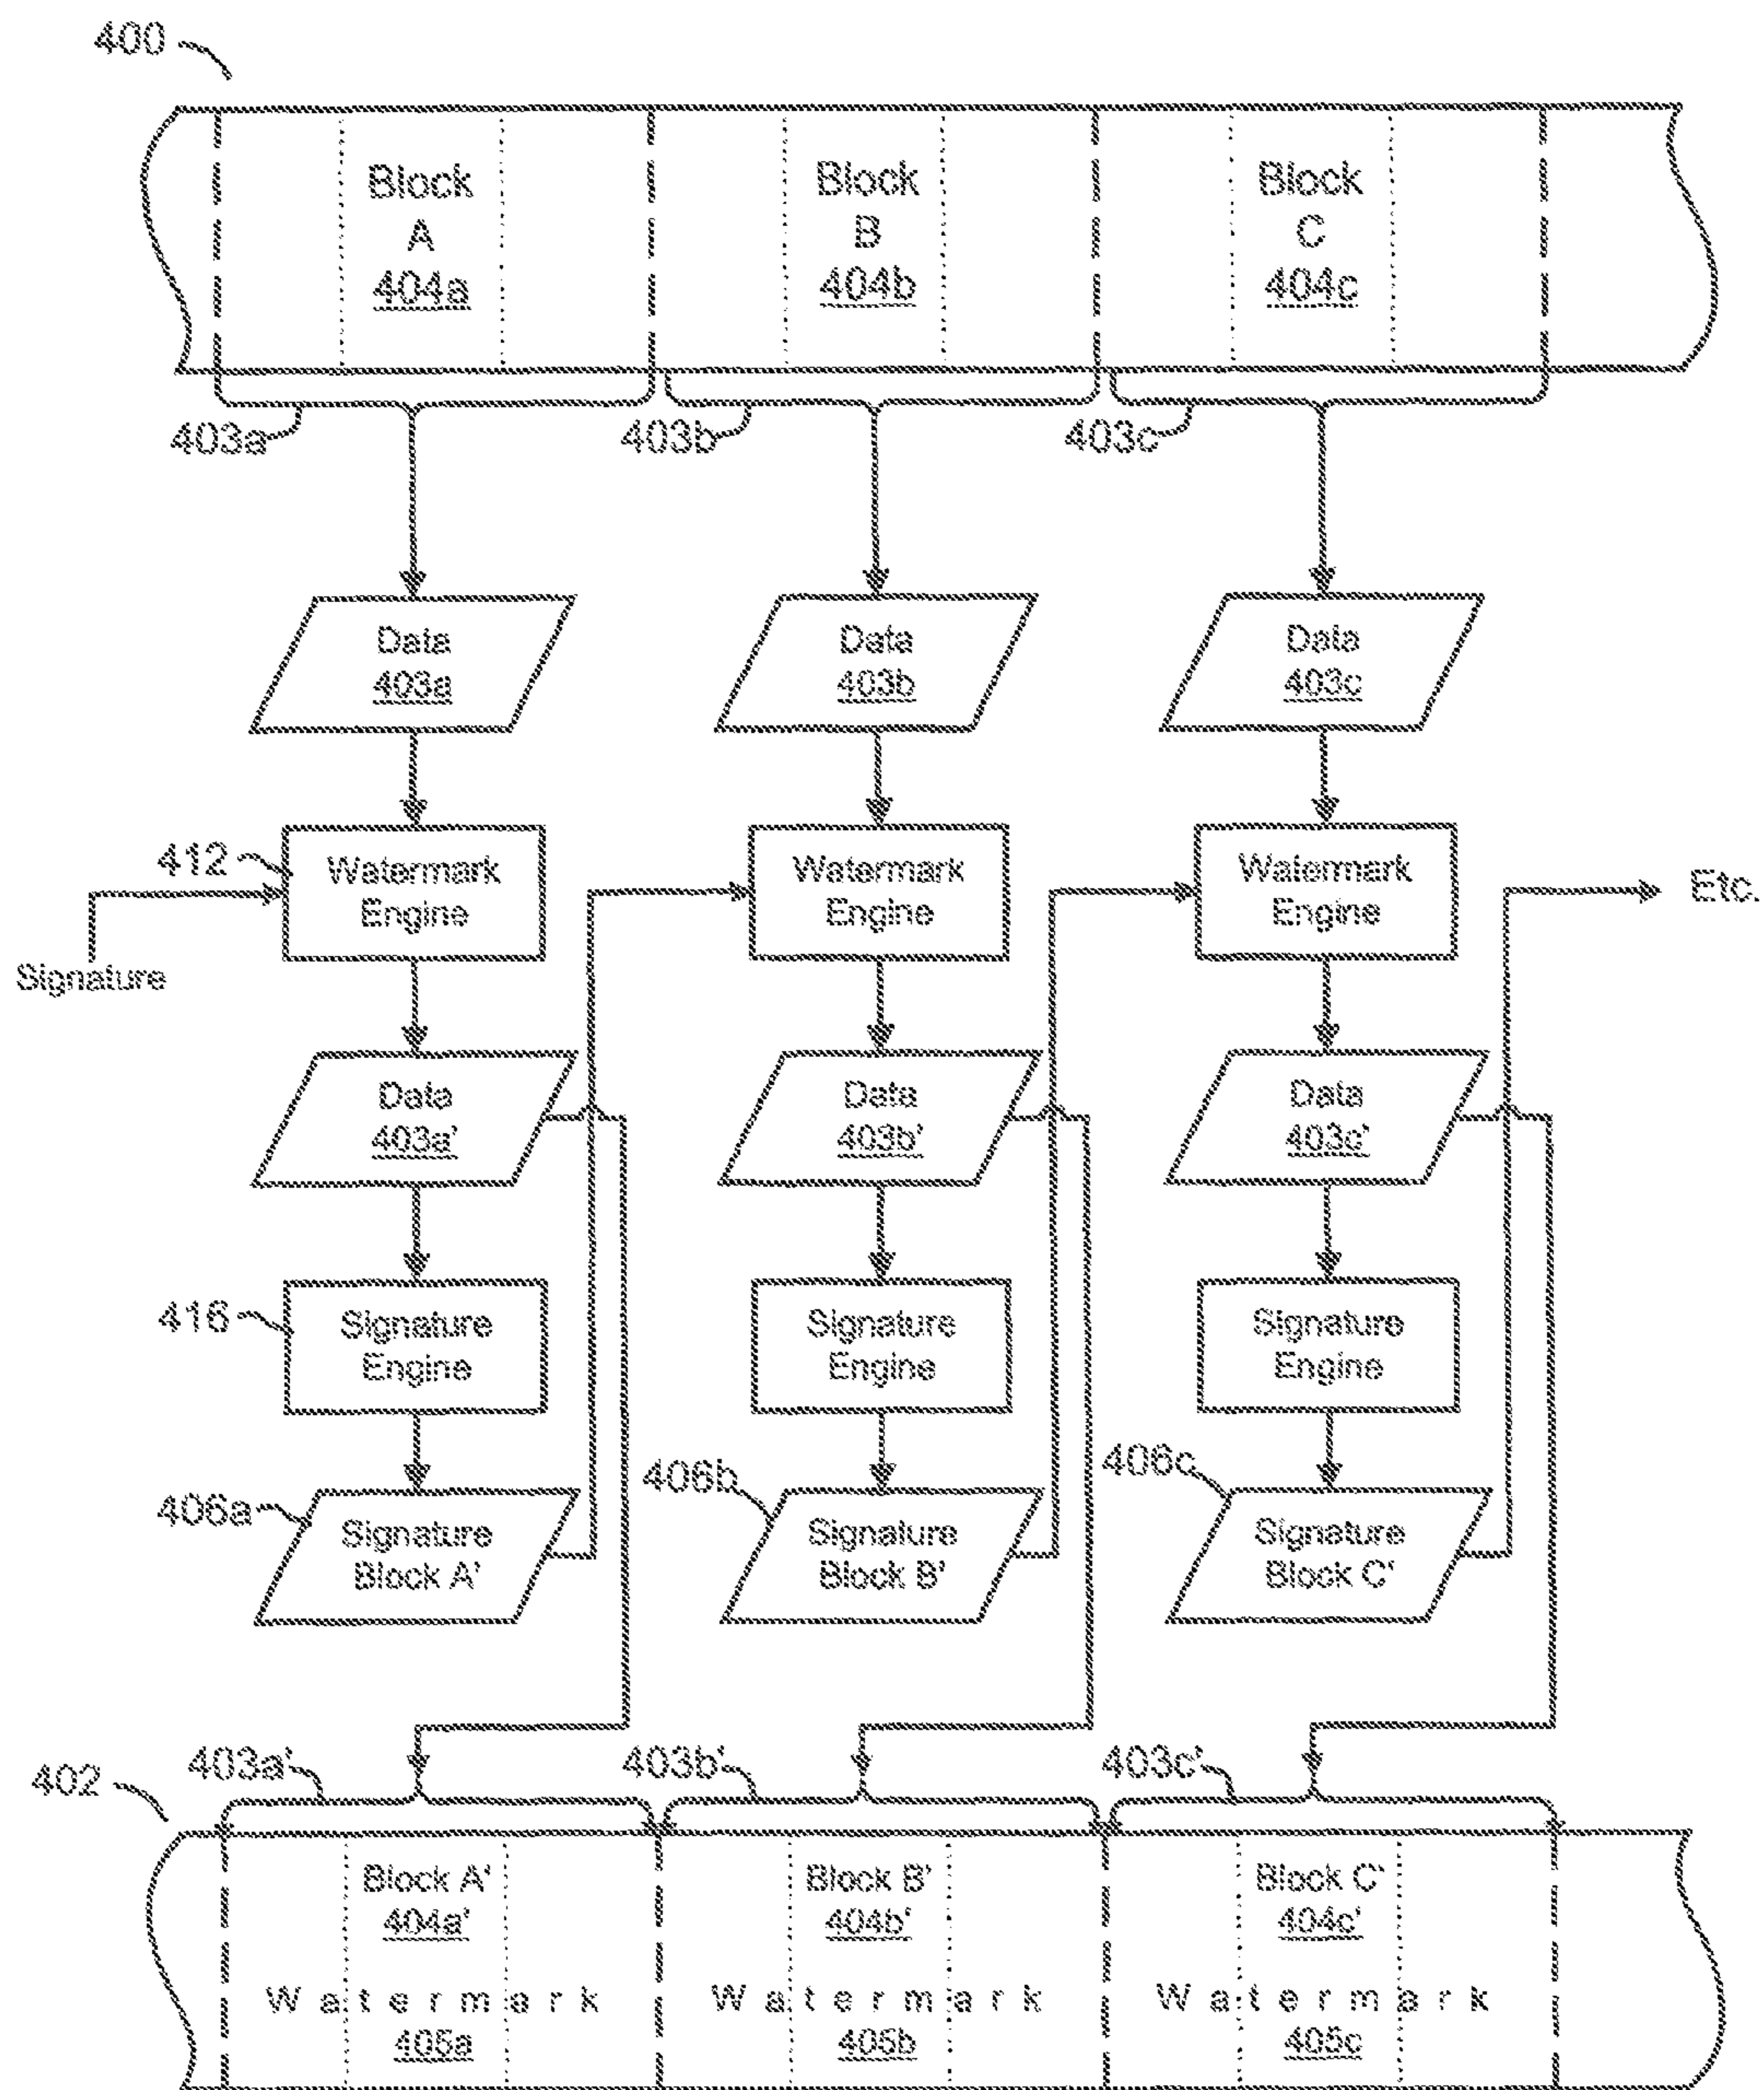 400
Block
A
404a
Block
B
404b
Block
C
404c
403a
403b
403c
Data
403a
Data
403b
Data
403c
412
Watermark
Engine
Watermark
Engine
Watermark
Engine
Etc.
Signature
Data
403a'
Data
403b'
Data
403c'
416
Signature
Engine
Signature
Engine
Signature
Engine
406a
406b
406c
Signature
Block A'
Signature
Block B'
Signature
Block C'
402
403a'
403b'
403c'
Block A'
404a'
Block B'
404b'
Block C'
404c'
Watermark
405a
Watermark
405b
Watermark
405c